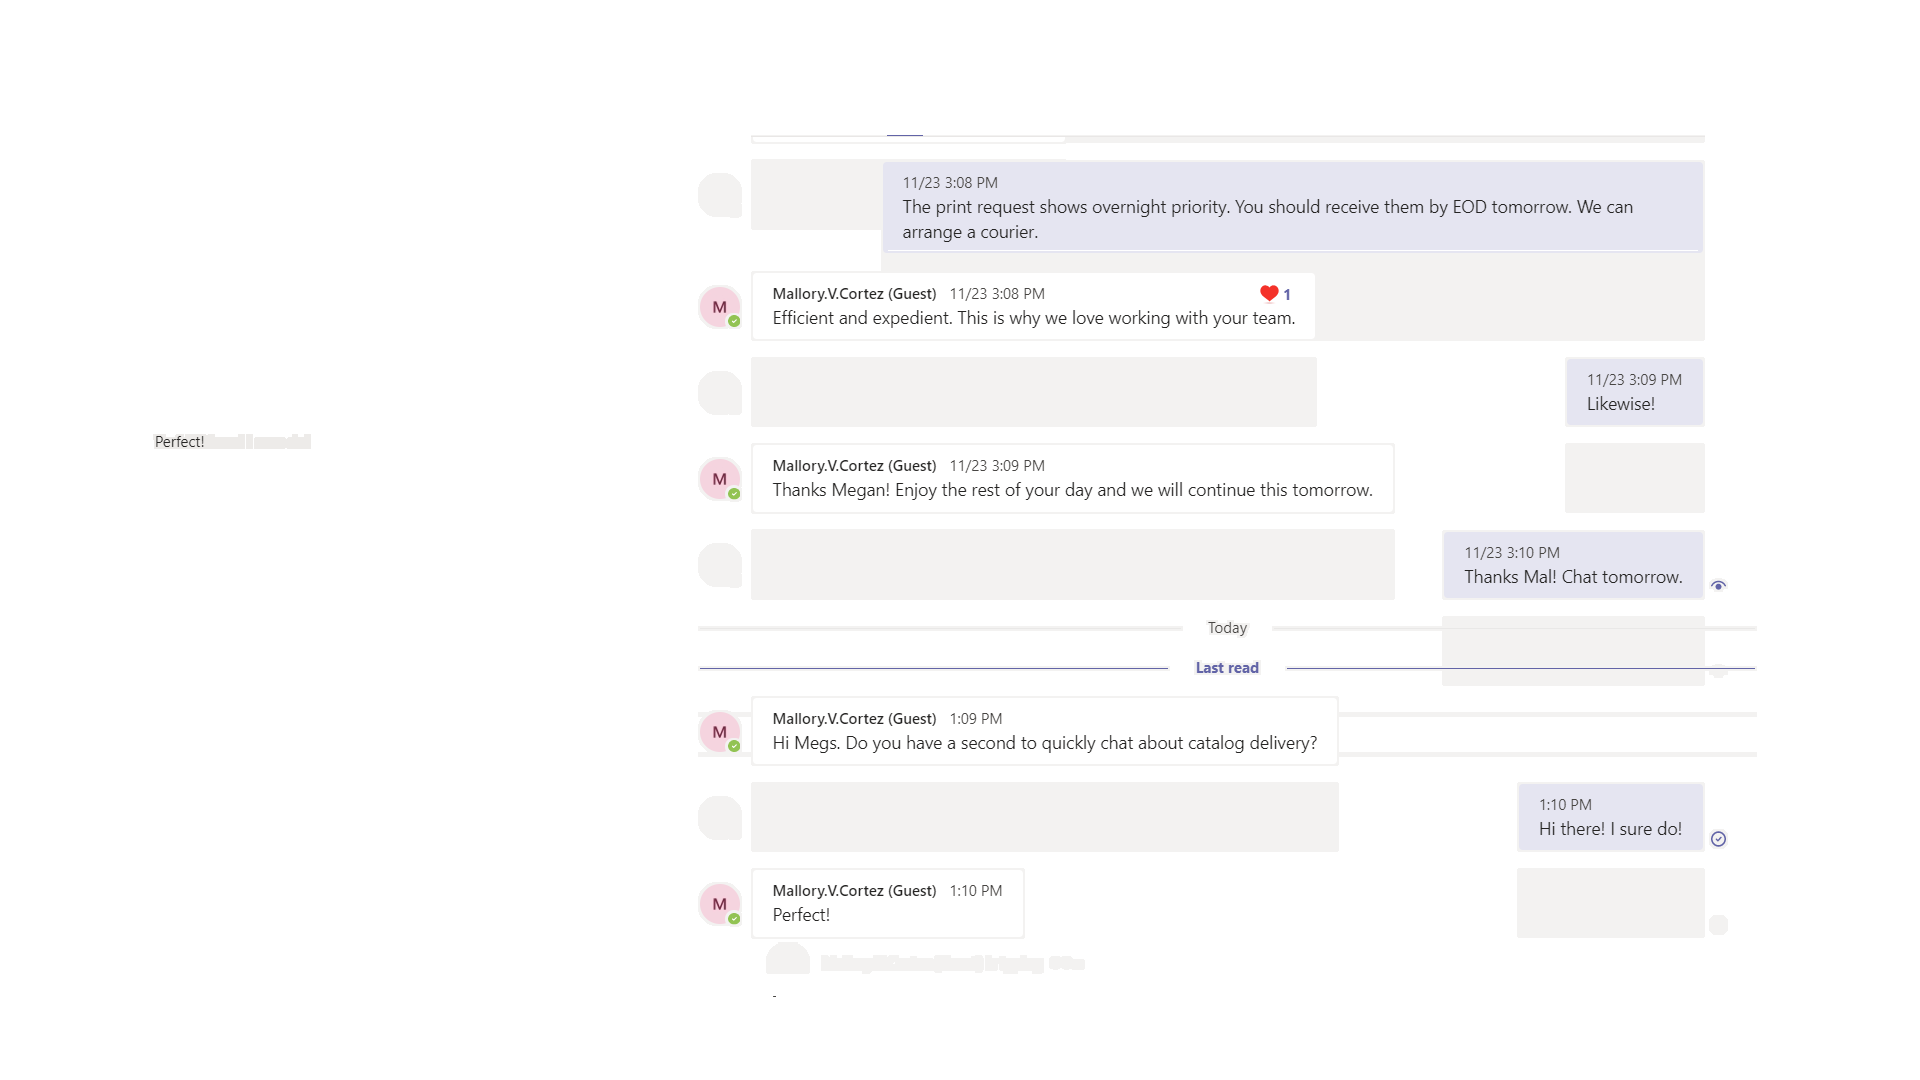 11/23 3:08 PM
The print request shows overnight priority. You should receive them by EOD tomorrow. We can
arrange a courier.
Mallory.V.Cortez (Guest) 11/23 3:08 PM 1
Efficient and expedient. This is why we love working with your team.
11/23 3:09 PM
Likewise!
Perfect!
Mallory.V.Cortez (Guest) 11/23 3:09 PM
Thanks Megan! Enjoy the rest of your day and we will continue this tomorrow.
M
M
11/23 3:10 PM
Thanks Mal! Chat tomorrow.
Today
Last read
Mallory.V.Cortez (Guest) 1:09 PM
Hi Megs. Do you have a second to quickly chat about catalog delivery?
M
1:10 PM
Hi there! I sure do!
Mallory.V.Cortez (Guest) 1:10 PM
Perfect!
M